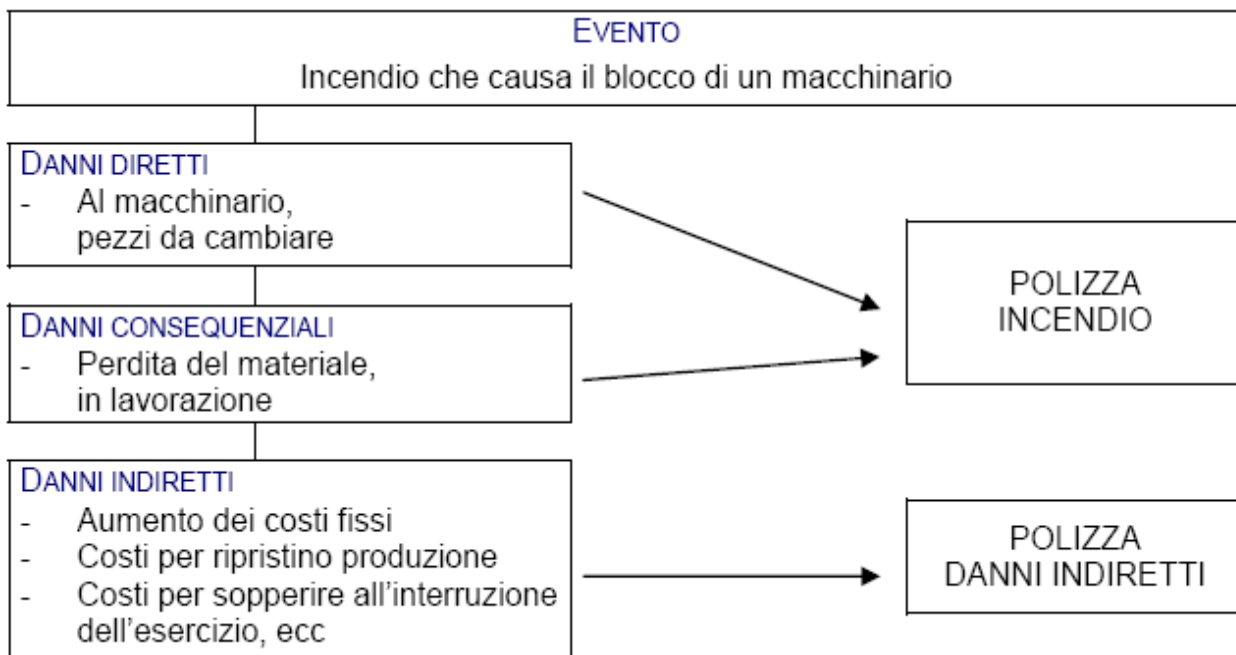 EVENTO
Incendio che causa il blocco di un macchinario
DANNI DIRETTI
- Al macchinario,
pezzi da cambiare
DANNI CONSEQUENZIALI
- Perdita del materiale,
in lavorazione
DANNI INDIRETTI
- Aumento dei costi fissi
- Costi per ripristino produzione
- Costi per sopperire all'interruzione
dell'esercizio, ecc
POLIZZA
INCENDIO
POLIZZA
DANNI INDIRETTI